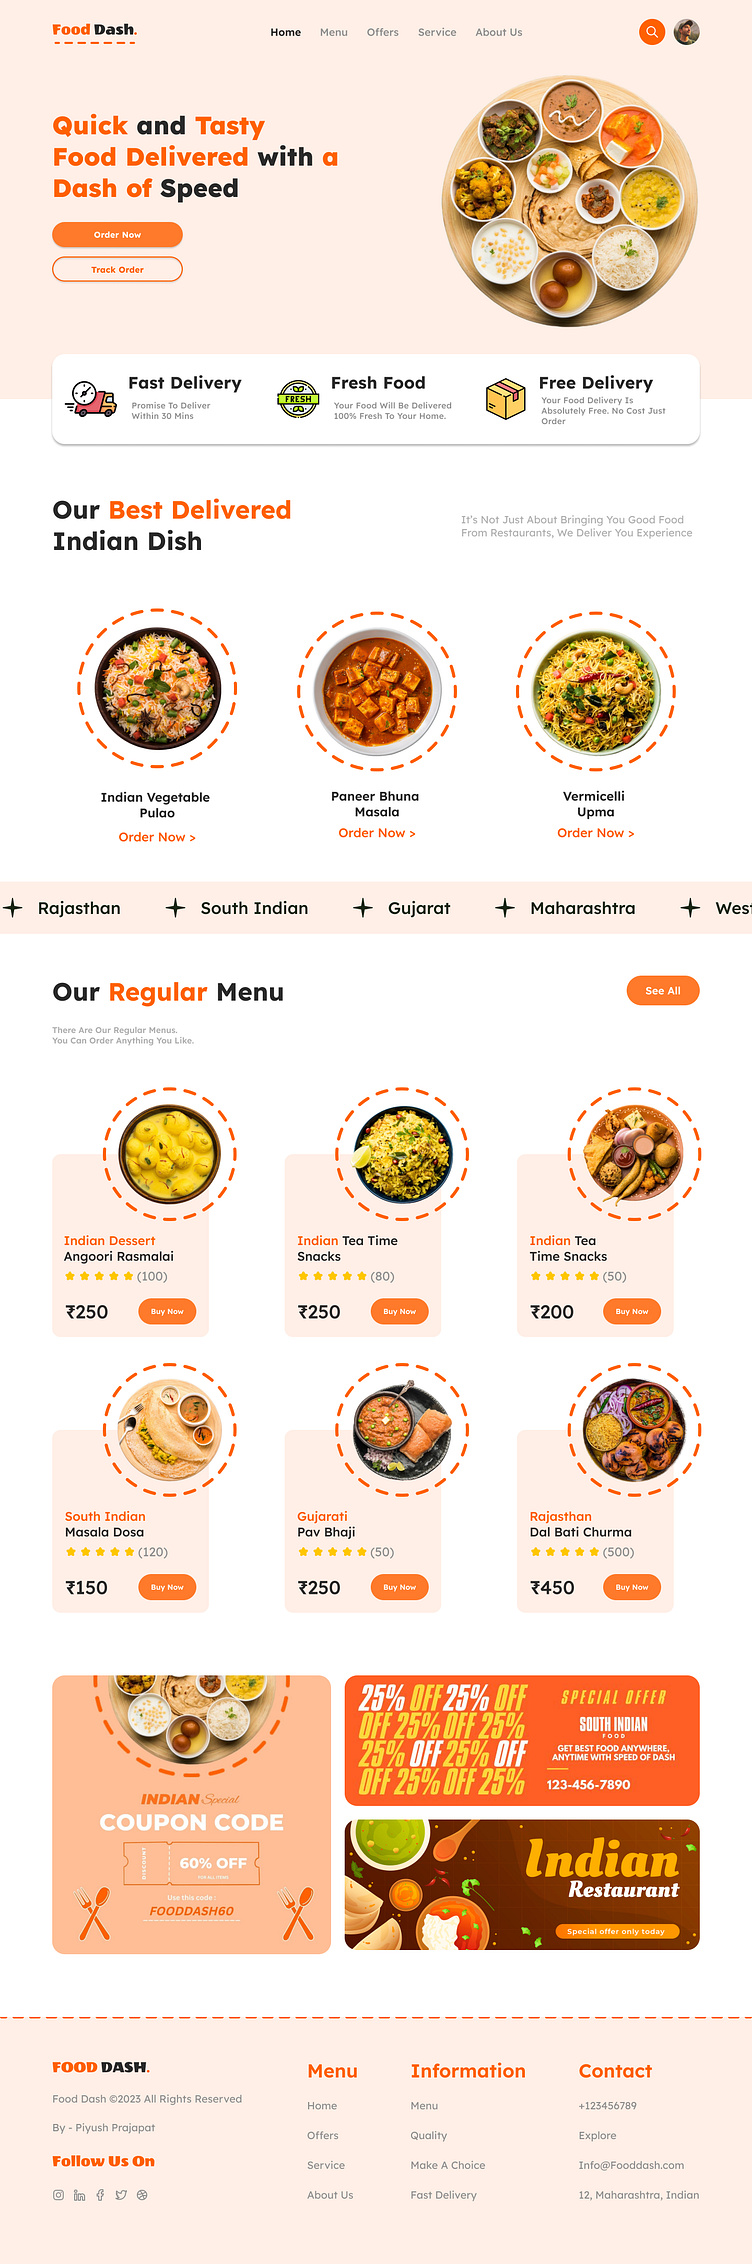 Food Dash.
Home Menu Offers Service About Us
Quick and Tasty
Food Delivered with a
Dash of Speed
Order Now
Track Order
Fast Delivery
Promise To Deliver
Within 30 Mins
Fresh Food
Your Food Will Be Delivered
100% Fresh To Your Home.
Free Delivery
Your Food Delivery Is
Absolutely Free. No Cost Just
Order
FRESH
Our Best Delivered
Indian Dish
It's Not Just About Bringing You Good Food
From Restaurants, We Deliver You Experience
Indian Vegetable
Pulao
Order Now >
Paneer Bhuna
Masala
Order Now >
Vermicelli
Upma
Order Now >
Rajasthan South Indian Gujarat Maharashtra West
Our Regular Menu
See All
There Are Our Regular Menus.
You Can Order Anything You Like.
Indian Dessert
Angoori Rasmalai
(100)
₹250
Buy Now
Indian Tea Time
Snacks
(80)
₹250
Buy Now
Indian Tea
Time Snacks
(50)
₹200
Buy Now
South Indian
Masala Dosa
(120)
₹150
Buy Now
Gujarati
Pav Bhaji
(50)
₹250
Buy Now
Rajasthan
Dal Bati Churma
(500)
₹450
Buy Now
INDIAN Special
COUPON CODE
DISCOUNT
60% OFF
FOR ALL ITEMS
Use this code :
FOODDASH60
25% OFF 25% OFF
OFF 25% 25% OFF
25% OFF 25% OFF
OFF 25% OFF 25%
SPECIAL OFFER
SOUTH INDIAN
FOOD
GET BEST FOOD ANYWHERE,
ANYTIME WITH SPEED OF DASH
123-456-7890
Indian
Restaurant
Special offer only today
FOOD DASH.
Food Dash ©2023 All Rights Reserved
By - Piyush Prajapat
Follow Us On
Menu
Home
Offers
Service
About Us
Information
Menu
Quality
Make A Choice
Fast Delivery
Contact
+123456789
Explore
Info@Fooddash.com
12, Maharashtra, Indian